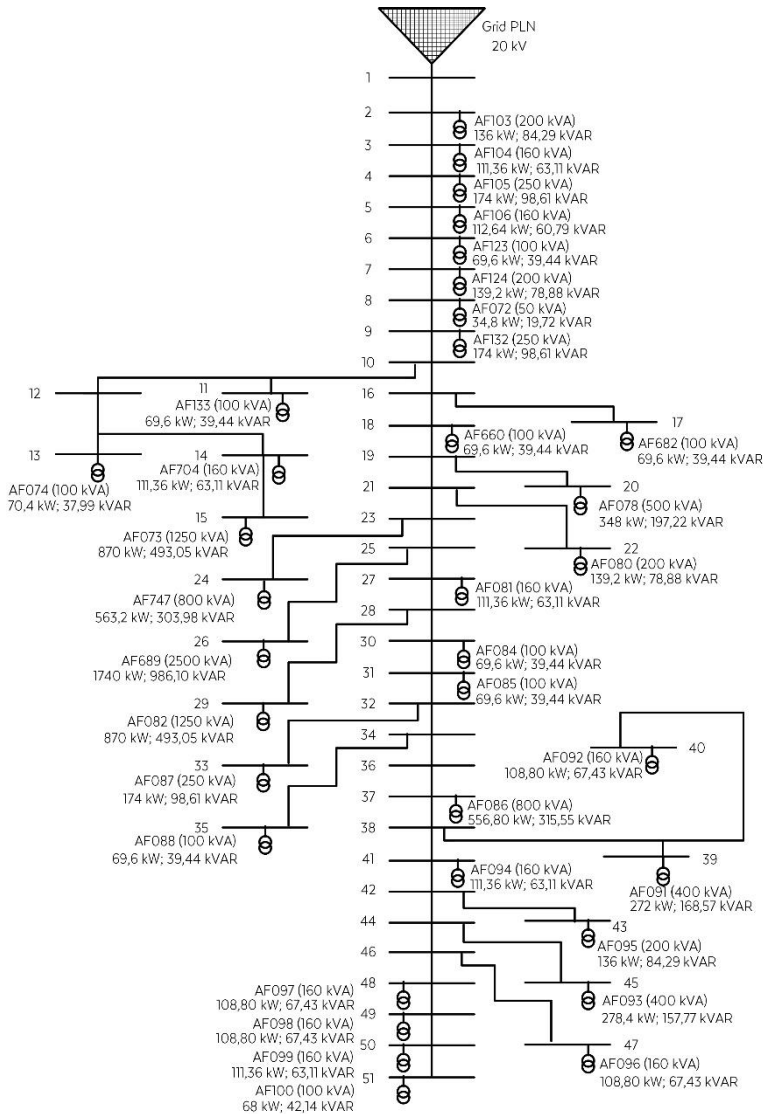 Grid PLN
20 kV
1
2
AF103 (200 kVA)
136 kW; 84,29 kVAR
3
AF104 (160 kVA)
111,36 kW; 63,11 kVAR
4
AF105 (250 kVA)
174 kW; 98,61 kVAR
5
AF106 (160 kVA)
112,64 kW; 60,79 kVAR
6
AF123 (100 kVA)
69,6 kW; 39,44 kVAR
7
AF124 (200 kVA)
139,2 kW; 78,88 kVAR
8
AF072 (50 kVA)
34,8 kW; 19,72 kVAR
9
AF132 (250 kVA)
174 kW; 98,61 kVAR
10
11
AF133 (100 kVA)
69,6 kW; 39,44 kVAR
12
13
AF074 (100 kVA)
70,4 kW; 37,99 kVAR
14
AF704 (160 kVA)
111,36 kW; 63,11 kVAR
15
AF073 (1250 kVA)
870 kW; 493,05 kVAR
16
17
AF682 (100 kVA)
69,6 kW; 39,44 kVAR
18
AF660 (100 kVA)
69,6 kW; 39,44 kVAR
19
20
AF078 (500 kVA)
348 kW; 197,22 kVAR
21
22
AF080 (200 kVA)
139,2 kW; 78,88 kVAR
23
24
AF747 (800 kVA)
563,2 kW; 303,98 kVAR
25
26
AF689 (2500 kVA)
1740 kW; 986,10 kVAR
27
AF081 (160 kVA)
111,36 kW; 63,11 kVAR
28
29
AF082 (1250 kVA)
870 kW; 493,05 kVAR
30
AF084 (100 kVA)
69,6 kW; 39,44 kVAR
31
AF085 (100 kVA)
69,6 kW; 39,44 kVAR
32
33
AF087 (250 kVA)
174 kW; 98,61 kVAR
34
35
AF088 (100 kVA)
69,6 kW; 39,44 kVAR
36
37
AF086 (800 kVA)
556,80 kW; 315,55 kVAR
38
39
AF091 (400 kVA)
272 kW; 168,57 kVAR
40
AF092 (160 kVA)
108,80 kW; 67,43 kVAR
41
AF094 (160 kVA)
111,36 kW; 63,11 kVAR
42
43
AF095 (200 kVA)
136 kW; 84,29 kVAR
44
45
AF093 (400 kVA)
278,4 kW; 157,77 kVAR
46
47
AF096 (160 kVA)
108,80 kW; 67,43 kVAR
48
AF097 (160 kVA)
108,80 kW; 67,43 kVAR
49
AF098 (160 kVA)
108,80 kW; 67,43 kVAR
50
AF099 (160 kVA)
111,36 kW; 63,11 kVAR
51
AF100 (100 kVA)
68 kW; 42,14 kVAR